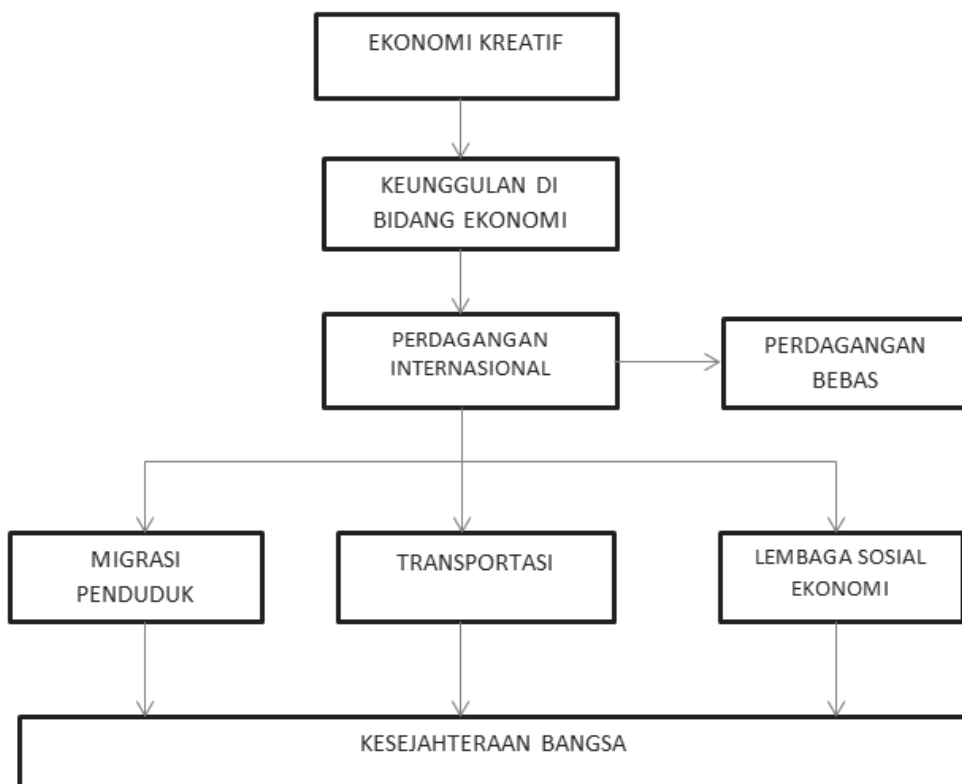 EKONOMI KREATIF
KEUNGGULAN DI
BIDANG EKONOMI
PERDAGANGAN
INTERNASIONAL
PERDAGANGAN
BEBAS
MIGRASI
PENDUDUK
TRANSPORTASI
LEMBAGA SOSIAL
EKONOMI
KESEJAHTERAAN BANGSA